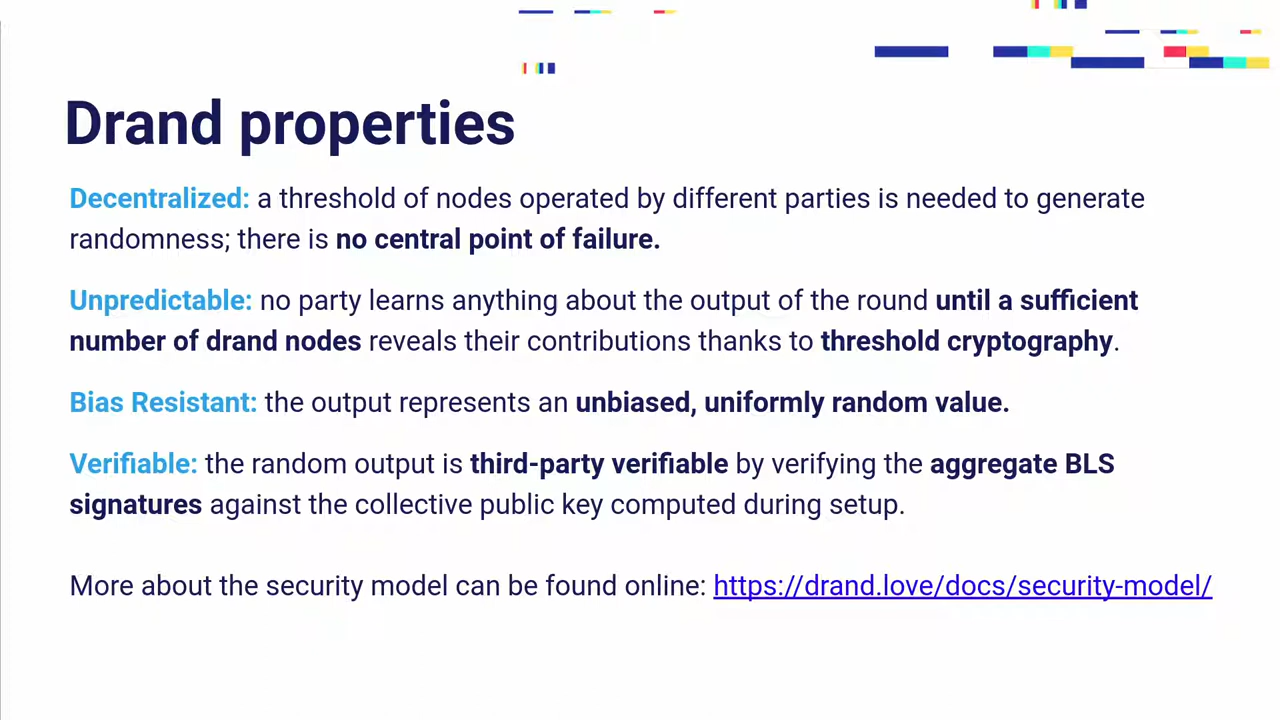 Drand properties
Decentralized: a threshold of nodes operated by different parties is needed to generate
randomness; there is no central point of failure.
Unpredictable: no party learns anything about the output of the round until a sufficient
number of drand nodes reveals their contributions thanks to threshold cryptography.
Bias Resistant: the output represents an unbiased, uniformly random value.
Verifiable: the random output is third-party verifiable by verifying the aggregate BLS
signatures against the collective public key computed during setup.
More about the security model can be found online: https://drand.love/docs/security-model/